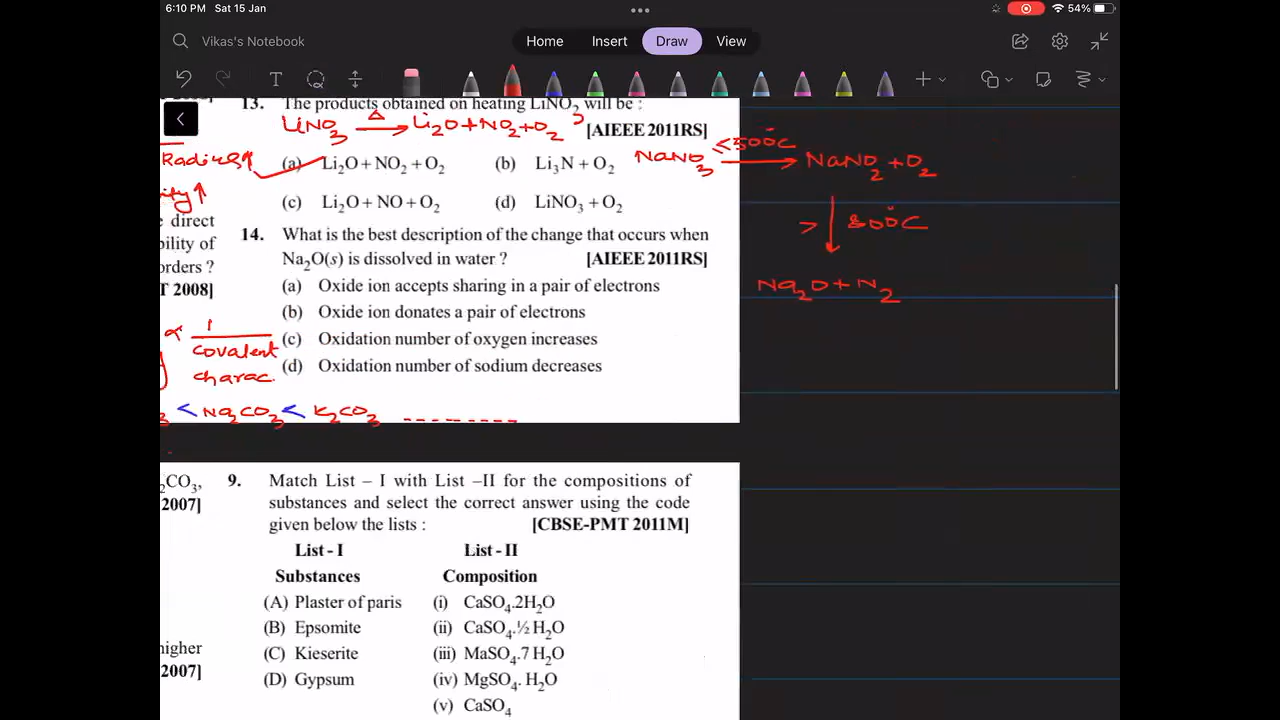 6:10 PM Sat 15 Jan
54%
Vikas's Notebook
Home Insert Draw View
13. The products obtained on heating LiNO₂ will be :
LiNO₃ —Δ→ Li₂O+NO₂+O₂
[AIEEE 2011RS]
(a) Li₂O + NO₂ + O₂ (b) Li₃N + O₂
(c) Li₂O + NO + O₂ (d) LiNO₃ + O₂
14. What is the best description of the change that occurs when
Na₂O(s) is dissolved in water ? [AIEEE 2011RS]
(a) Oxide ion accepts sharing in a pair of electrons
(b) Oxide ion donates a pair of electrons
(c) Oxidation number of oxygen increases
(d) Oxidation number of sodium decreases
Radius↑
ity↑
direct
bility of
orders ?
T 2008]
∝ 1
covalent
charac.
3 < Na₂CO₃ < K₂CO₃ --------
NaNO₃ —<500°C→ NaNO₂ + O₂
> 800°C
Na₂O + N₂
₂CO₃,
2007]
higher
2007]
9. Match List – I with List –II for the compositions of
substances and select the correct answer using the code
given below the lists : [CBSE-PMT 2011M]
List - I List - II
Substances Composition
(A) Plaster of paris (i) CaSO₄.2H₂O
(B) Epsomite (ii) CaSO₄.½ H₂O
(C) Kieserite (iii) MaSO₄.7 H₂O
(D) Gypsum (iv) MgSO₄. H₂O
(v) CaSO₄